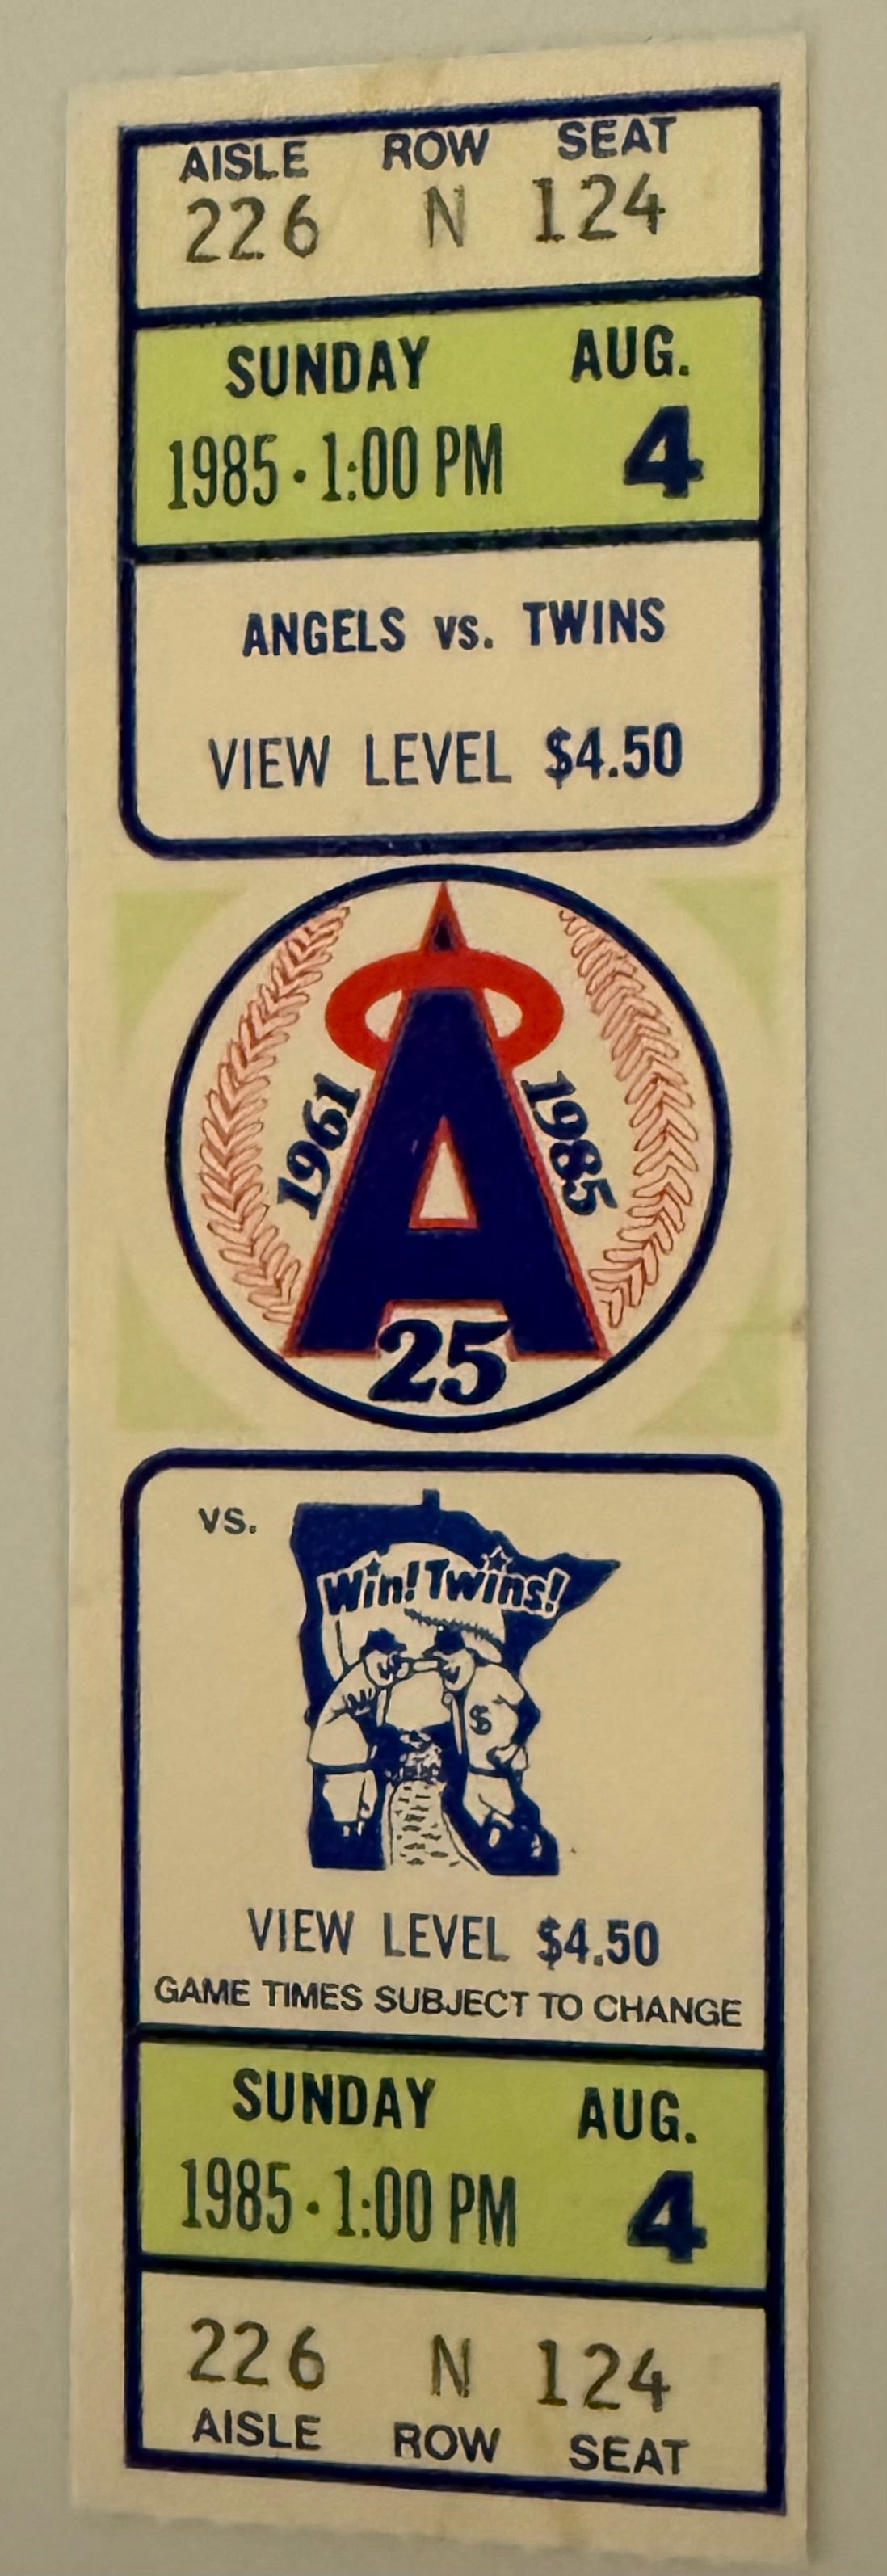 AISLE ROW SEAT
226 N 124
SUNDAY AUG.
1985 · 1:00 PM 4
ANGELS vs. TWINS
VIEW LEVEL $4.50
1961 A 1985
25
vs.
Win! Twins!
VIEW LEVEL $4.50
GAME TIMES SUBJECT TO CHANGE
SUNDAY AUG.
1985 · 1:00 PM 4
226 N 124
AISLE ROW SEAT